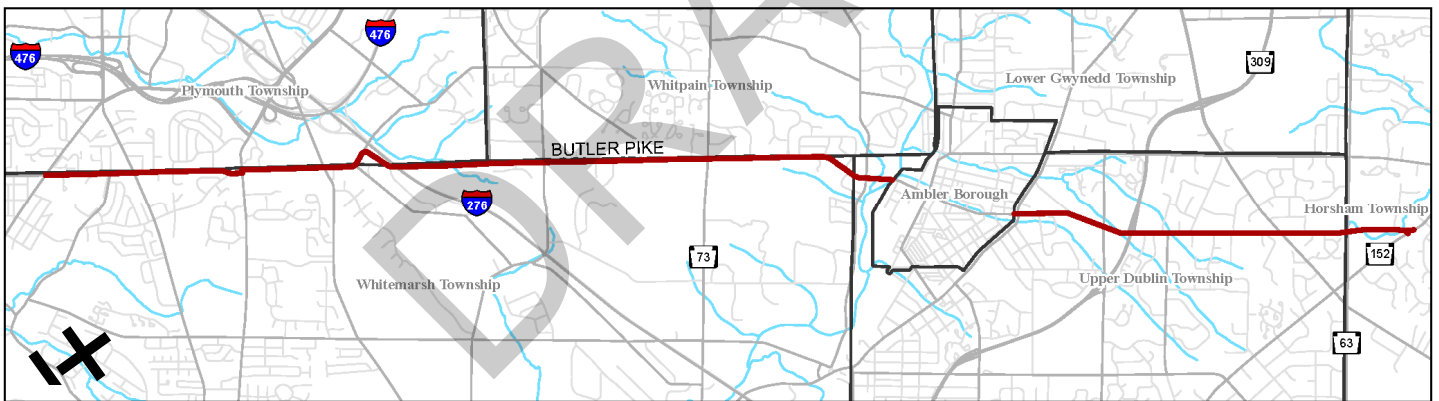 476
476
309
Lower Gwynedd Township
Plymouth Township
Whitpain Township
BUTLER PIKE
Ambler Borough
276
Horsham Township
73
152
Whitemarsh Township
Upper Dublin Township
63
DRA